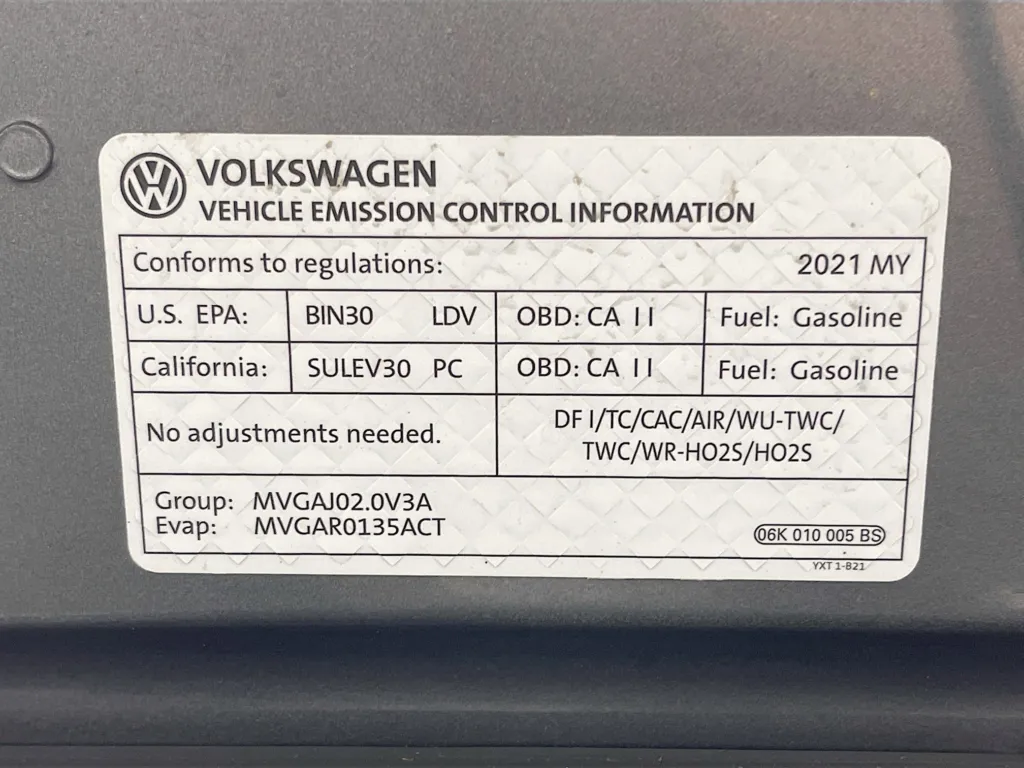 VOLKSWAGEN
VEHICLE EMISSION CONTROL INFORMATION
Conforms to regulations: 2021 MY
U.S. EPA: BIN30 LDV OBD: CA II Fuel: Gasoline
California: SULEV30 PC OBD: CA II Fuel: Gasoline
No adjustments needed.
DFI/TC/CAC/AIR/WU-TWC/
TWC/WR-HO2S/HO2S
Group: MVGAJ02.0V3A
Evap: MVGAR0135ACT
06K 010 005 BS
YXT 1-B21